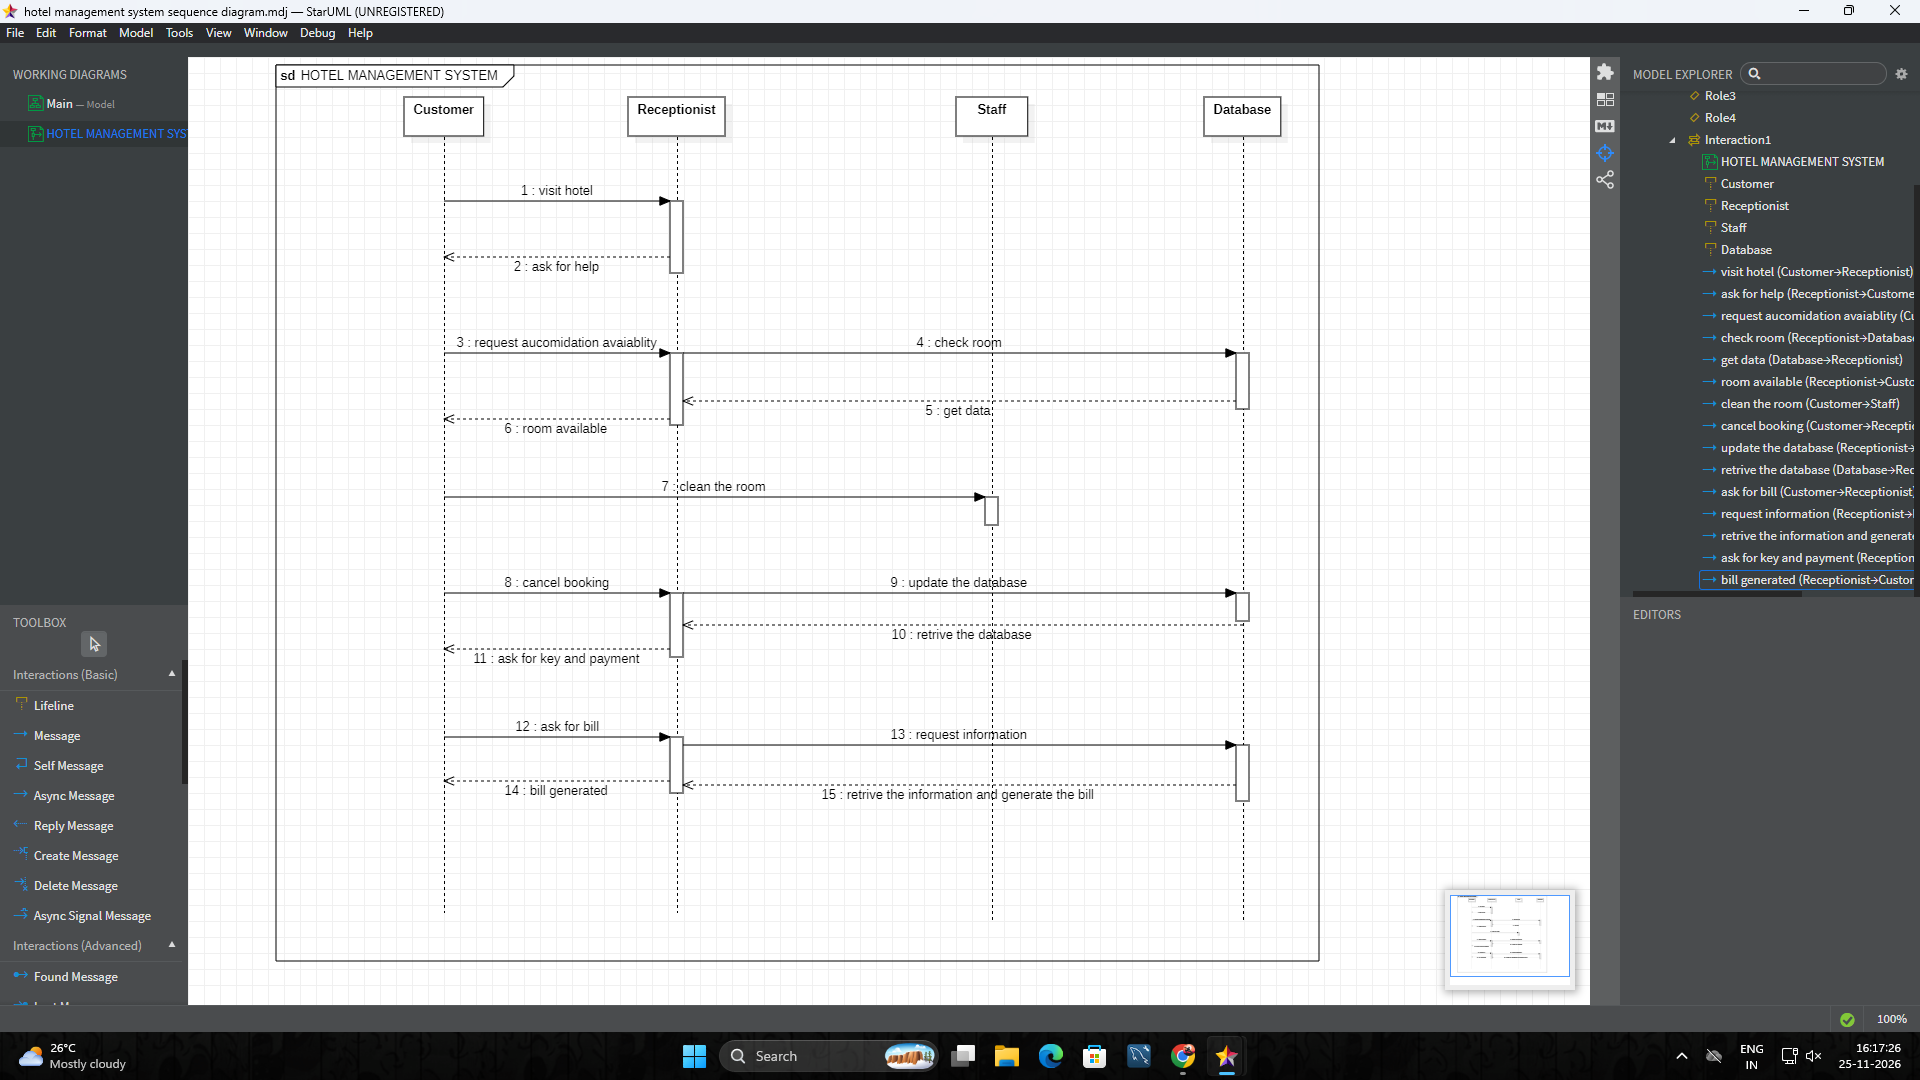 hotel management system sequence diagram.mdj — StarUML (UNREGISTERED)
File Edit Format Model Tools View Window Debug Help
WORKING DIAGRAMS
Main — Model
HOTEL MANAGEMENT SYS
TOOLBOX
Interactions (Basic)
Lifeline
Message
Self Message
Async Message
Reply Message
Create Message
Delete Message
Async Signal Message
Interactions (Advanced)
Found Message
sd HOTEL MANAGEMENT SYSTEM
Customer Receptionist Staff Database
1 : visit hotel
2 : ask for help
3 : request aucomidation avaiablity
4 : check room
5 : get data
6 : room available
7 : clean the room
8 : cancel booking
9 : update the database
10 : retrive the database
11 : ask for key and payment
12 : ask for bill
13 : request information
14 : bill generated
15 : retrive the information and generate the bill
MODEL EXPLORER
Role3
Role4
Interaction1
HOTEL MANAGEMENT SYSTEM
Customer
Receptionist
Staff
Database
visit hotel (Customer→Receptionist)
ask for help (Receptionist→Custome
request aucomidation avaiablity (Cu
check room (Receptionist→Database
get data (Database→Receptionist)
room available (Receptionist→Custo
clean the room (Customer→Staff)
cancel booking (Customer→Recepti
update the database (Receptionist→
retrive the database (Database→Rec
ask for bill (Customer→Receptionist
request information (Receptionist→
retrive the information and generat
ask for key and payment (Reception
bill generated (Receptionist→Custor
EDITORS
100%
26°C
Mostly cloudy
Search
ENG
IN
16:17:26
25-11-2026